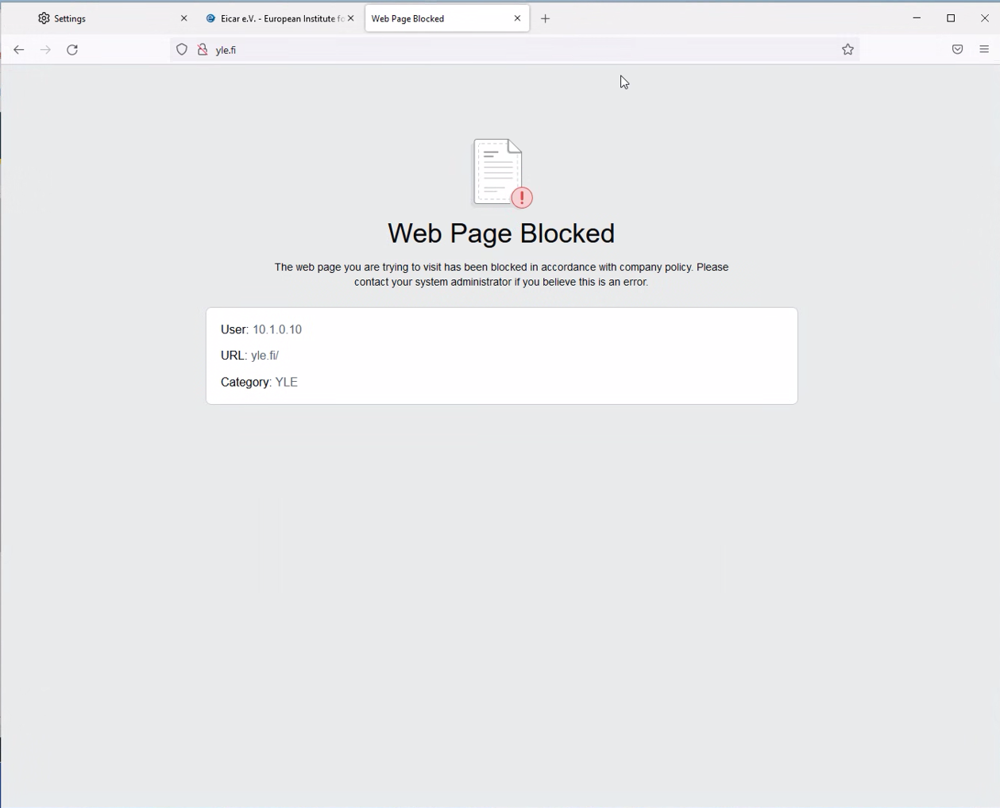 Settings
Eicar e.V. - European Institute fo
Web Page Blocked
yle.fi
Web Page Blocked
The web page you are trying to visit has been blocked in accordance with company policy. Please
contact your system administrator if you believe this is an error.
User: 10.1.0.10
URL: yle.fi/
Category: YLE